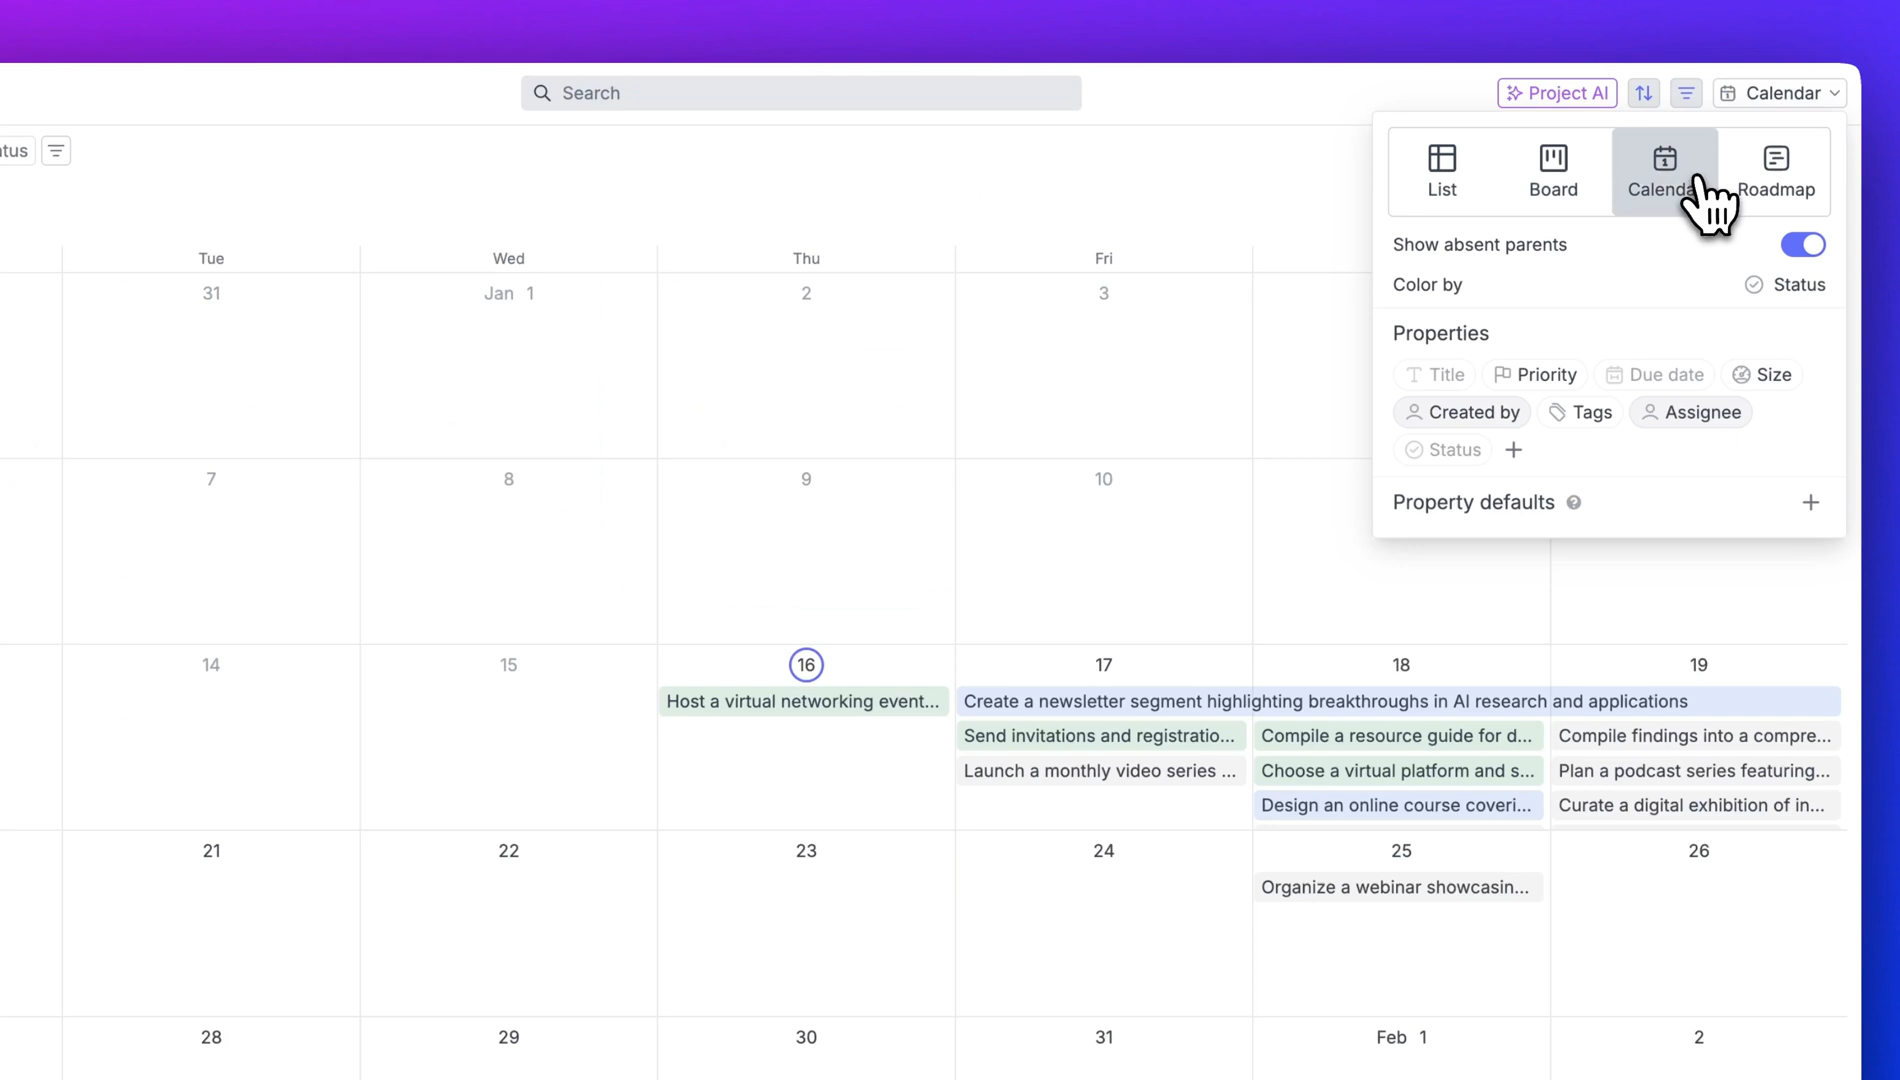 Search
Project AI
Calendar
atus
List
Board
Calenda
Roadmap
Show absent parents
Color by
Status
Properties
Title
Priority
Due date
Size
Created by
Tags
Assignee
Status
Property defaults
Tue
Wed
Thu
Fri
31
Jan 1
2
3
7
8
9
10
14
15
16
17
18
19
Host a virtual networking event...
Create a newsletter segment highlighting breakthroughs in AI research and applications
Send invitations and registratio...
Compile a resource guide for d...
Compile findings into a compre...
Launch a monthly video series ...
Choose a virtual platform and s...
Plan a podcast series featuring...
Design an online course coveri...
Curate a digital exhibition of in...
21
22
23
24
25
26
Organize a webinar showcasin...
28
29
30
31
Feb 1
2